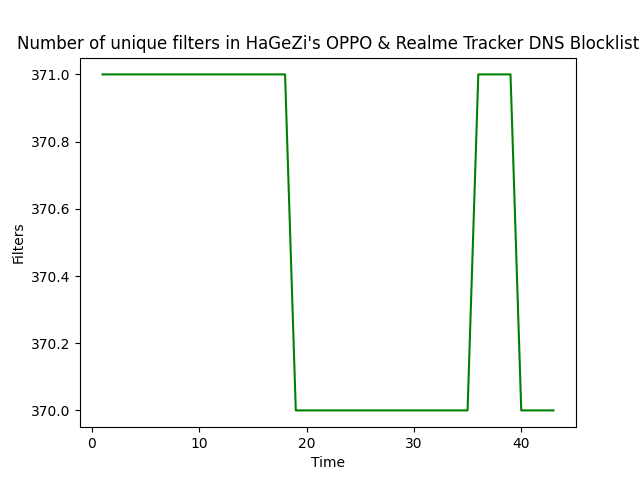 Number of unique filters in HaGeZi's OPPO & Realme Tracker DNS Blocklist
371.0
370.8
370.6
370.4
370.2
370.0
Filters
0 10 20 30 40
Time